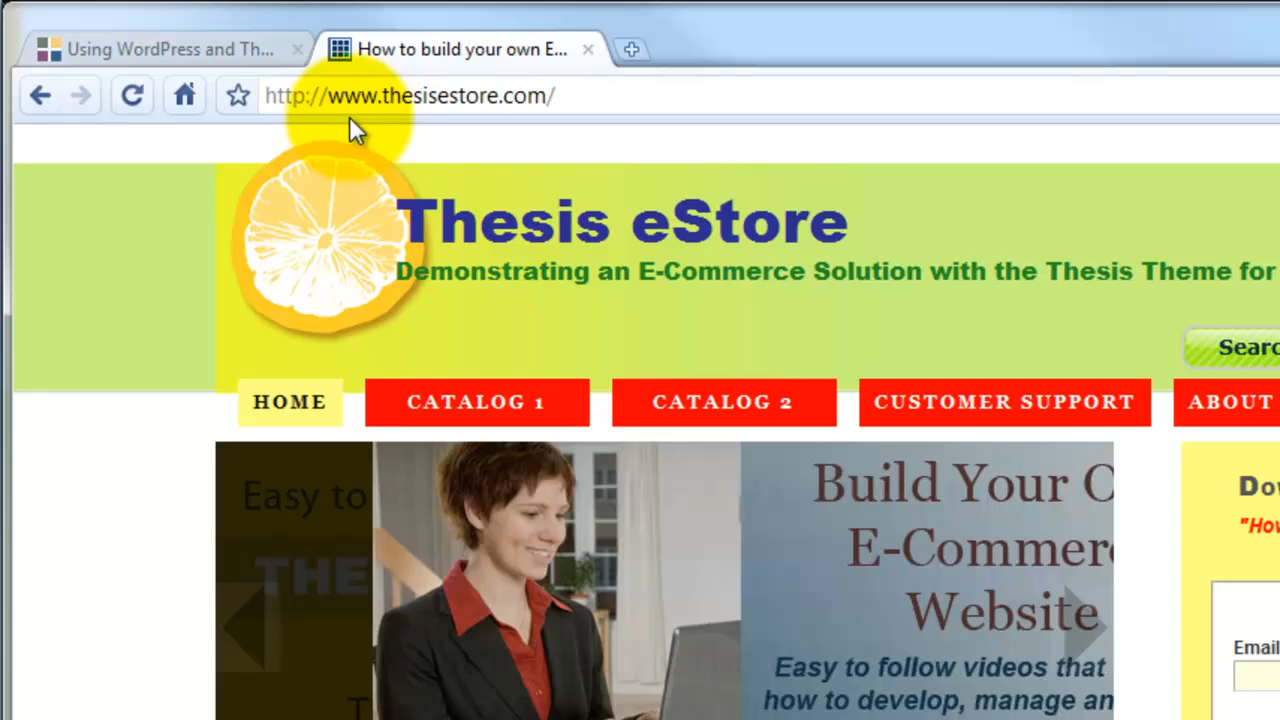 Using WordPress and Th...
How to build your own E...
http://www.thesisestore.com/
Thesis eStore
Demonstrating an E-Commerce Solution with the Thesis Theme for
Searc
HOME
CATALOG 1
CATALOG 2
CUSTOMER SUPPORT
ABOUT
Easy to
THE
T
Build Your O
E-Commerc
Website
Easy to follow videos that
how to develop, manage an
Dow
"How
Email